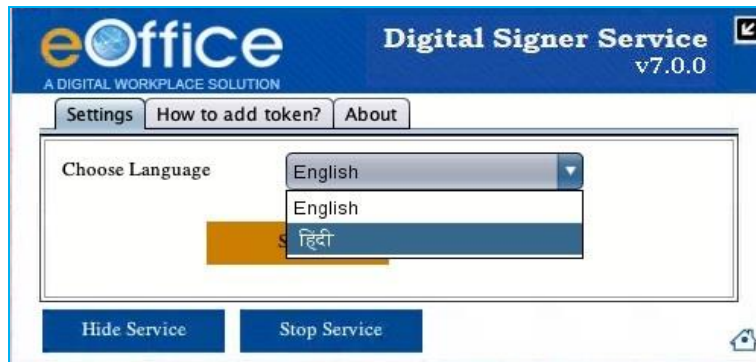 eOffice
A DIGITAL WORKPLACE SOLUTION
Digital Signer Service
v7.0.0
Settings How to add token? About
Choose Language English
English
हिंदी
Hide Service Stop Service